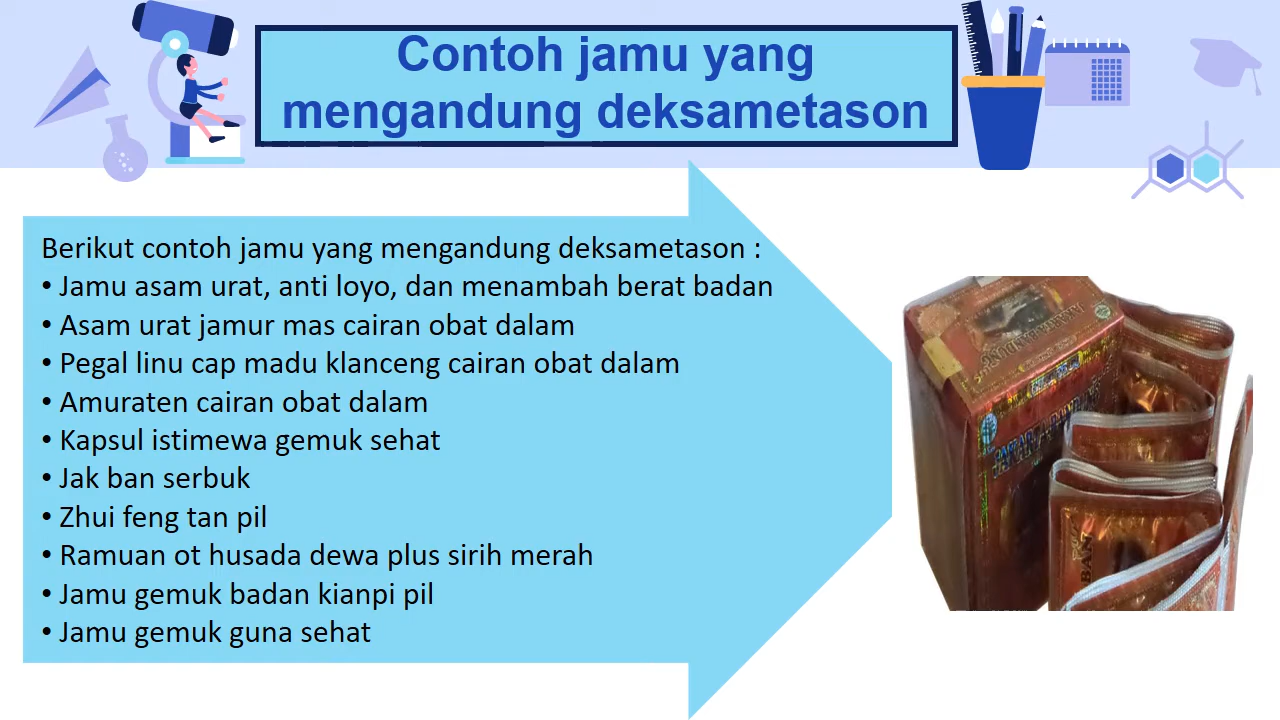 Contoh jamu yang
mengandung deksametason
Berikut contoh jamu yang mengandung deksametason :
• Jamu asam urat, anti loyo, dan menambah berat badan
• Asam urat jamur mas cairan obat dalam
• Pegal linu cap madu klanceng cairan obat dalam
• Amuraten cairan obat dalam
• Kapsul istimewa gemuk sehat
• Jak ban serbuk
• Zhui feng tan pil
• Ramuan ot husada dewa plus sirih merah
• Jamu gemuk badan kianpi pil
• Jamu gemuk guna sehat
BAN